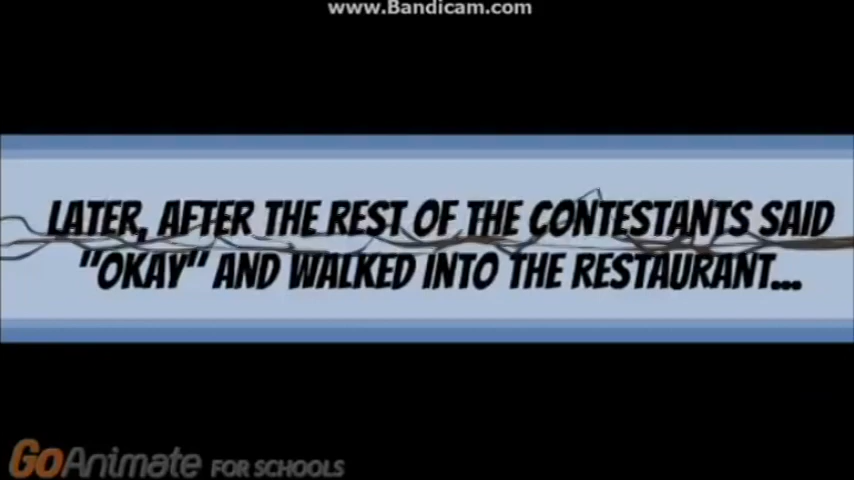 www.Bandicam.com
LATER, AFTER THE REST OF THE CONTESTANTS SAID
"OKAY" AND WALKED INTO THE RESTAURANT...
GoAnimate FOR SCHOOLS